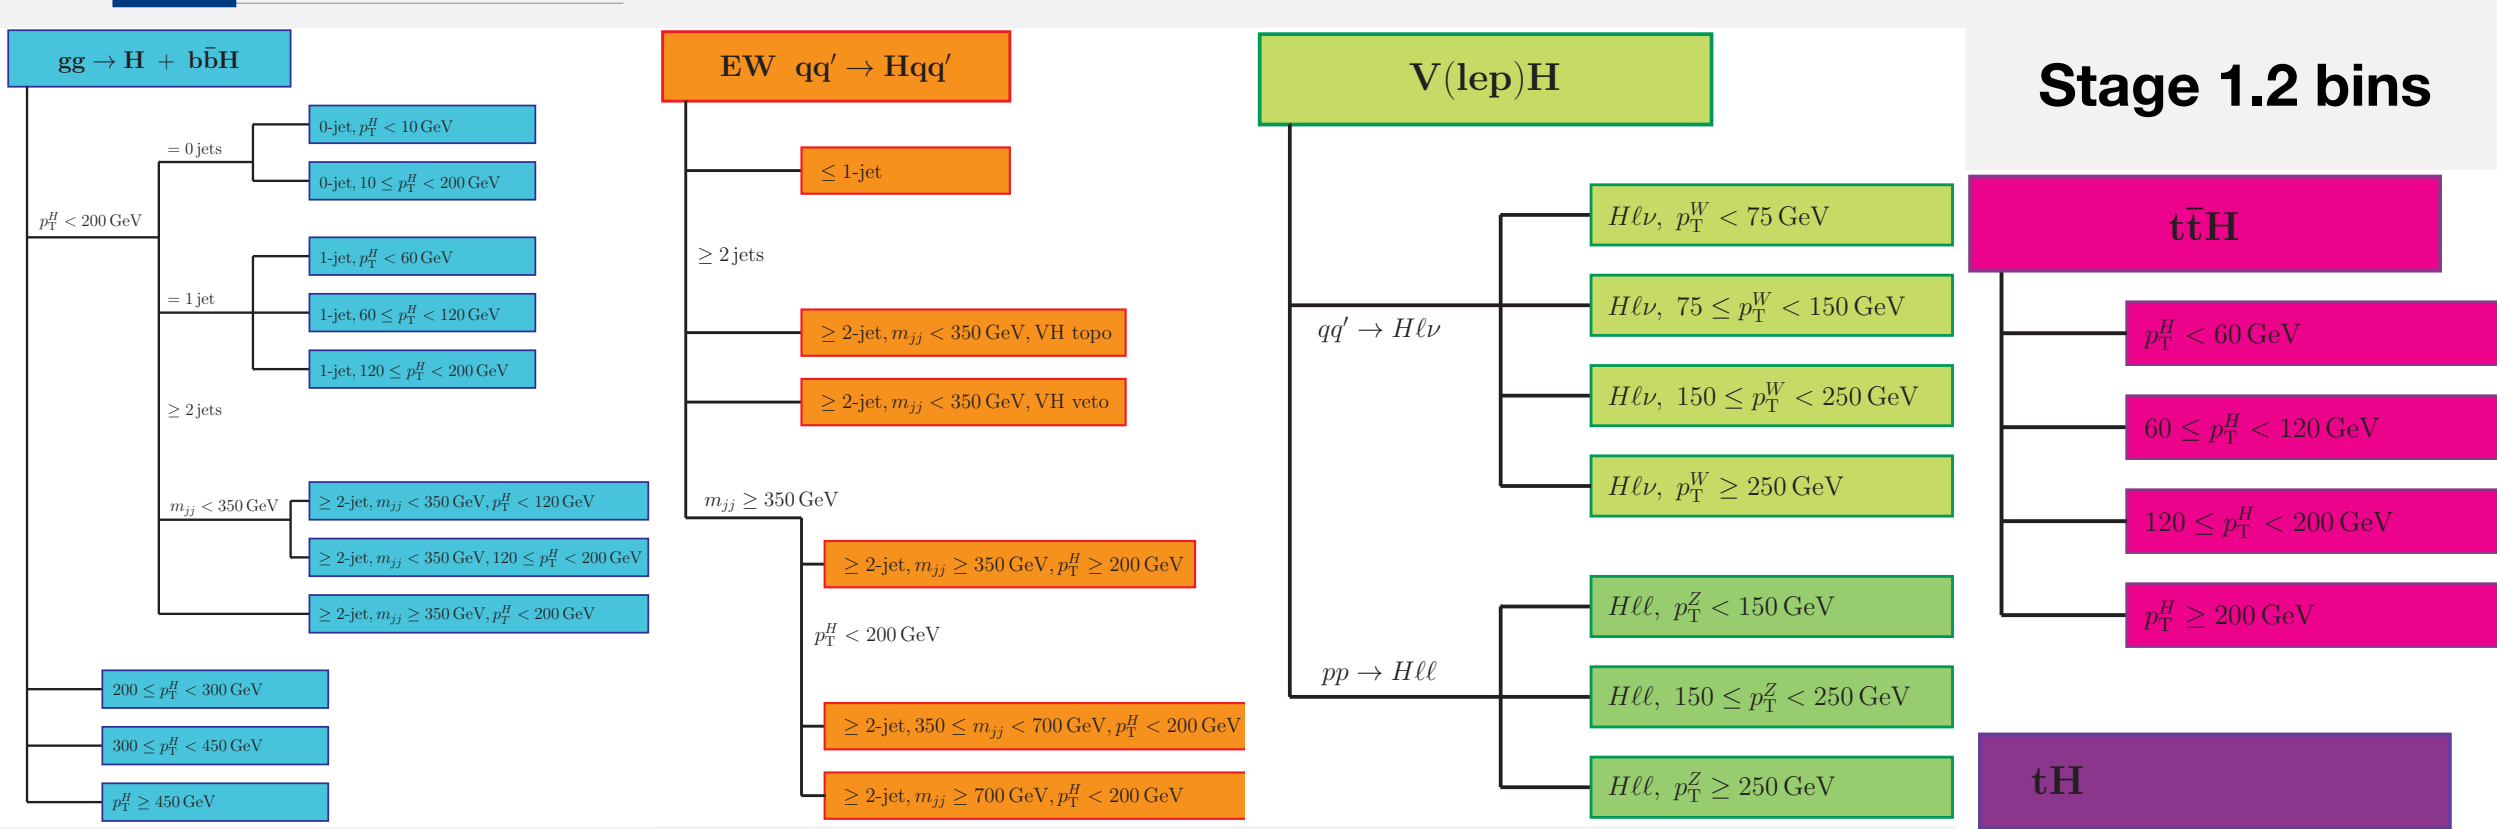 gg → H + bb̄H
= 0 jets
0-jet, p_T^H < 10 GeV
0-jet, 10 ≤ p_T^H < 200 GeV
p_T^H < 200 GeV
1-jet, p_T^H < 60 GeV
= 1 jet
1-jet, 60 ≤ p_T^H < 120 GeV
1-jet, 120 ≤ p_T^H < 200 GeV
≥ 2 jets
m_jj < 350 GeV
≥ 2-jet, m_jj < 350 GeV, p_T^H < 120 GeV
≥ 2-jet, m_jj < 350 GeV, 120 ≤ p_T^H < 200 GeV
≥ 2-jet, m_jj ≥ 350 GeV, p_T^H < 200 GeV
200 ≤ p_T^H < 300 GeV
300 ≤ p_T^H < 450 GeV
p_T^H ≥ 450 GeV
EW qq′ → Hqq′
≤ 1-jet
≥ 2 jets
≥ 2-jet, m_jj < 350 GeV, VH topo
≥ 2-jet, m_jj < 350 GeV, VH veto
m_jj ≥ 350 GeV
≥ 2-jet, m_jj ≥ 350 GeV, p_T^H ≥ 200 GeV
p_T^H < 200 GeV
≥ 2-jet, 350 ≤ m_jj < 700 GeV, p_T^H < 200 GeV
≥ 2-jet, m_jj ≥ 700 GeV, p_T^H < 200 GeV
V(lep)H
Hℓν, p_T^W < 75 GeV
Hℓν, 75 ≤ p_T^W < 150 GeV
qq′ → Hℓν
Hℓν, 150 ≤ p_T^W < 250 GeV
Hℓν, p_T^W ≥ 250 GeV
Hℓℓ, p_T^Z < 150 GeV
pp → Hℓℓ
Hℓℓ, 150 ≤ p_T^Z < 250 GeV
Hℓℓ, p_T^Z ≥ 250 GeV
Stage 1.2 bins
tt̄H
p_T^H < 60 GeV
60 ≤ p_T^H < 120 GeV
120 ≤ p_T^H < 200 GeV
p_T^H ≥ 200 GeV
tH